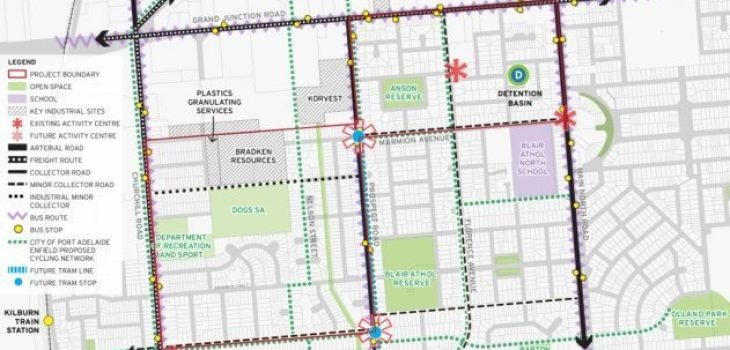 GRAND JUNCTION ROAD
LEGEND
PROJECT BOUNDARY
OPEN SPACE
SCHOOL
KEY INDUSTRIAL SITES
EXISTING ACTIVITY CENTRE
FUTURE ACTIVITY CENTRE
ARTERIAL ROAD
FREIGHT ROUTE
COLLECTOR ROAD
MINOR COLLECTOR ROAD
INDUSTRIAL MINOR
COLLECTOR
BUS ROUTE
BUS STOP
CITY OF PORT ADELAIDE
ENFIELD PROPOSED
CYCLING NETWORK
FUTURE TRAM LINE
FUTURE TRAM STOP
KILBURN
TRAIN
STATION
CHURCHILL ROAD
PLASTICS
GRANULATING
SERVICES
KORVEST
BRADKEN
RESOURCES
DOGS SA
DEPARTMENT
OF RECREATION
AND SPORT
NELSON STREET
PROSPECT ROAD
ANSON
RESERVE
D
DETENTION
BASIN
MARMION AVENUE
BLAIR
ATHOL
NORTH
SCHOOL
MAIN NORTH ROAD
FLORENCE AVENUE
BLAIR ATHOL
RESERVE
OLLAND PARK
RESERVE
BARTON